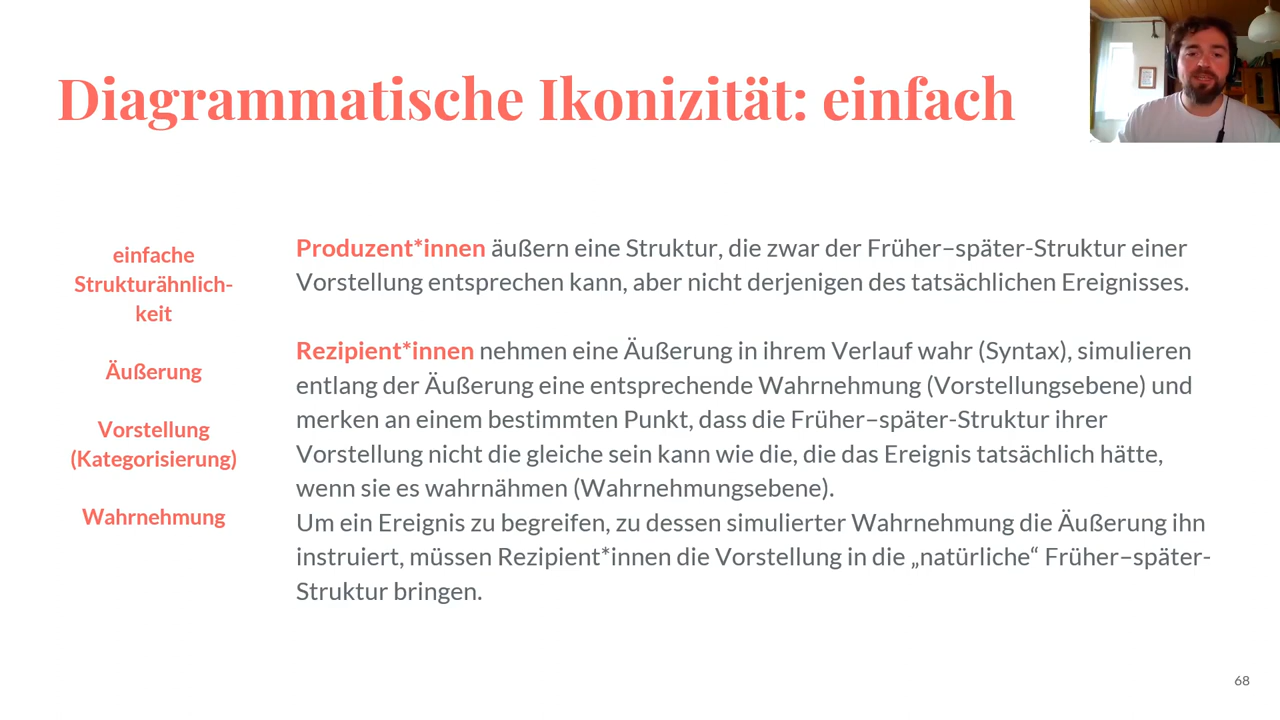 Diagrammatische Ikonizität: einfach
einfache
Strukturähnlich-
keit
Äußerung
Vorstellung
(Kategorisierung)
Wahrnehmung
Produzent*innen äußern eine Struktur, die zwar der Früher–später-Struktur einer
Vorstellung entsprechen kann, aber nicht derjenigen des tatsächlichen Ereignisses.
Rezipient*innen nehmen eine Äußerung in ihrem Verlauf wahr (Syntax), simulieren
entlang der Äußerung eine entsprechende Wahrnehmung (Vorstellungsebene) und
merken an einem bestimmten Punkt, dass die Früher–später-Struktur ihrer
Vorstellung nicht die gleiche sein kann wie die, die das Ereignis tatsächlich hätte,
wenn sie es wahrnähmen (Wahrnehmungsebene).
Um ein Ereignis zu begreifen, zu dessen simulierter Wahrnehmung die Äußerung ihn
instruiert, müssen Rezipient*innen die Vorstellung in die „natürliche“ Früher–später-
Struktur bringen.
68